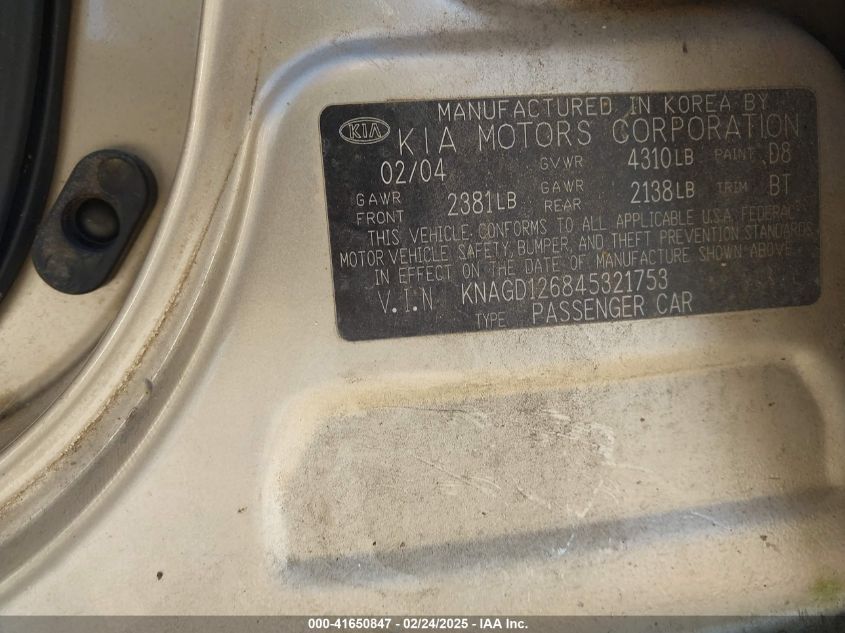 MANUFACTURED IN KOREA BY
KIA KIA MOTORS CORPORATION
02/04 GVWR 4310LB PAINT D8
GAWR FRONT 2381LB GAWR REAR 2138LB TRIM BT
THIS VEHICLE CONFORMS TO ALL APPLICABLE U.S.A. FEDERAL
MOTOR VEHICLE SAFETY, BUMPER, AND THEFT PREVENTION STANDARDS
IN EFFECT ON THE DATE OF MANUFACTURE SHOWN ABOVE.
V.I.N KNAGD126845321753
TYPE PASSENGER CAR
000-41650847 - 02/24/2025 - IAA Inc.